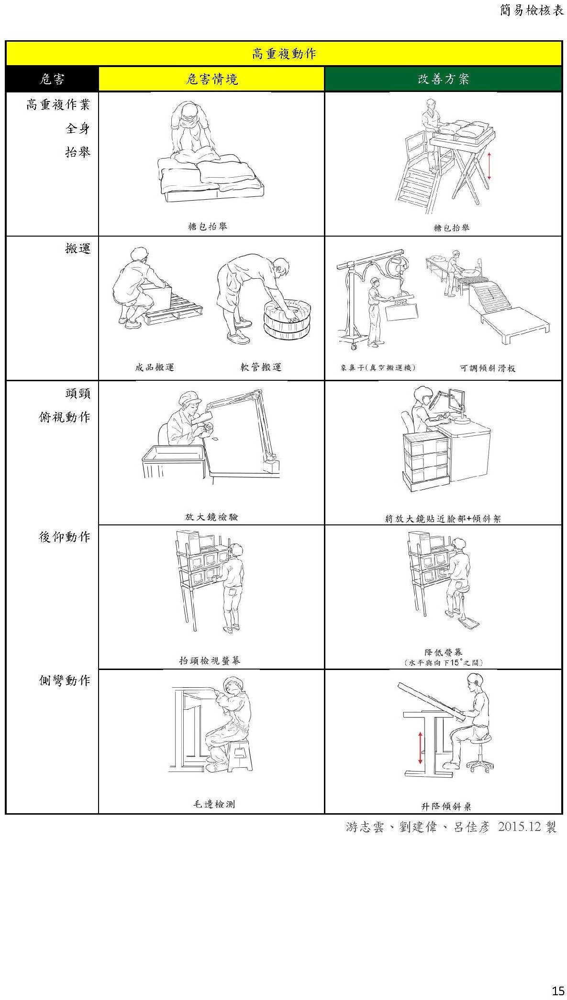 簡易檢核表
高重複動作
危害
危害情境
改善方案
高重複作業
全身
抬舉
糖包抬舉
糖包抬舉
搬運
成品搬運
軟管搬運
象鼻子(真空搬運機)
可調傾斜滑板
頭頸
俯視動作
放大鏡檢驗
將放大鏡貼近臉部+傾斜架
後仰動作
抬頭檢視螢幕
降低螢幕
(水平與向下15°之間)
側彎動作
毛邊檢測
升降傾斜桌
游志雲、劉建偉、呂佳彥 2015.12 製
15